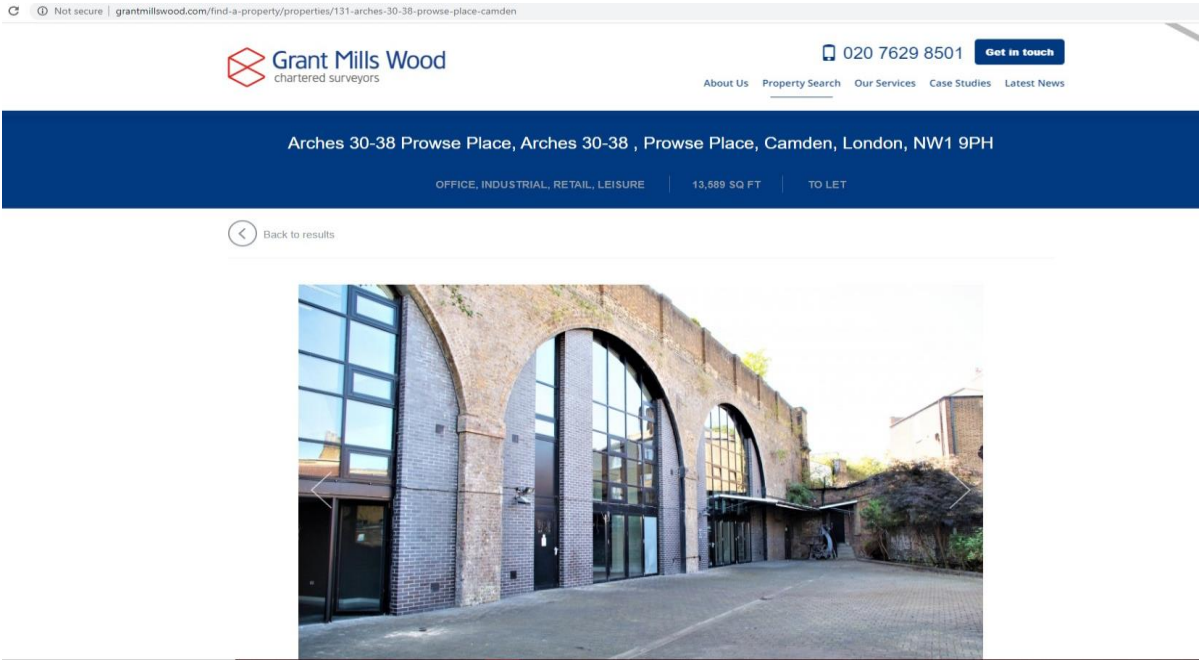 Not secure | grantmillswood.com/find-a-property/properties/131-arches-30-38-prowse-place-camden
Grant Mills Wood
chartered surveyors
020 7629 8501
Get in touch
About Us Property Search Our Services Case Studies Latest News
Arches 30-38 Prowse Place, Arches 30-38 , Prowse Place, Camden, London, NW1 9PH
OFFICE, INDUSTRIAL, RETAIL, LEISURE | 13,589 SQ FT | TO LET
Back to results